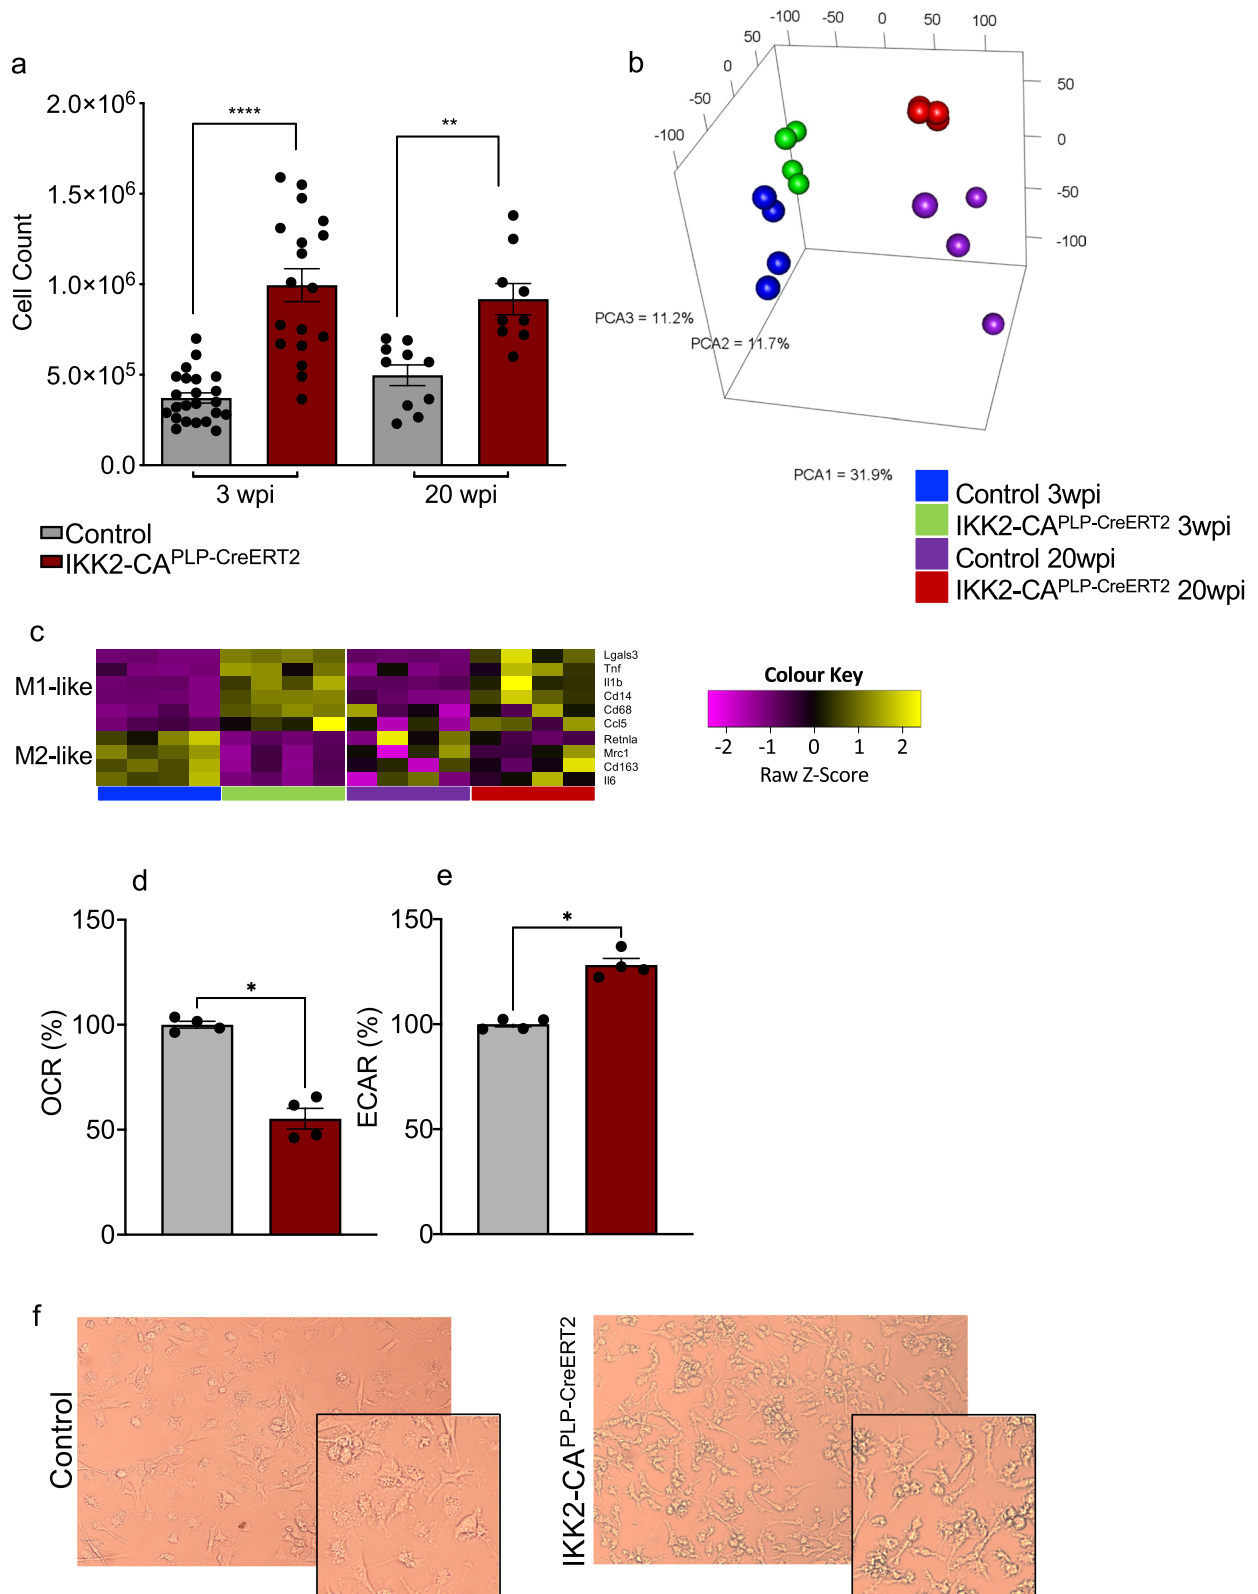 a
2.0×10⁶
1.5×10⁶
1.0×10⁶
5.0×10⁵
0.0
Cell Count
****
**
3 wpi
20 wpi
Control
IKK2-CA^PLP-CreERT2
b
-100 -50 0 50 100
50
0
-50
-100
50
0
-50
-100
PCA3 = 11.2%
PCA2 = 11.7%
PCA1 = 31.9%
Control 3wpi
IKK2-CA^PLP-CreERT2 3wpi
Control 20wpi
IKK2-CA^PLP-CreERT2 20wpi
c
M1-like
M2-like
Lgals3
Tnf
Il1b
Cd14
Cd68
Ccl5
Retnla
Mrc1
Cd163
Il6
Colour Key
-2 -1 0 1 2
Raw Z-Score
d
150
100
50
0
OCR (%)
*
e
150
100
50
0
ECAR (%)
*
f
Control
IKK2-CA^PLP-CreERT2